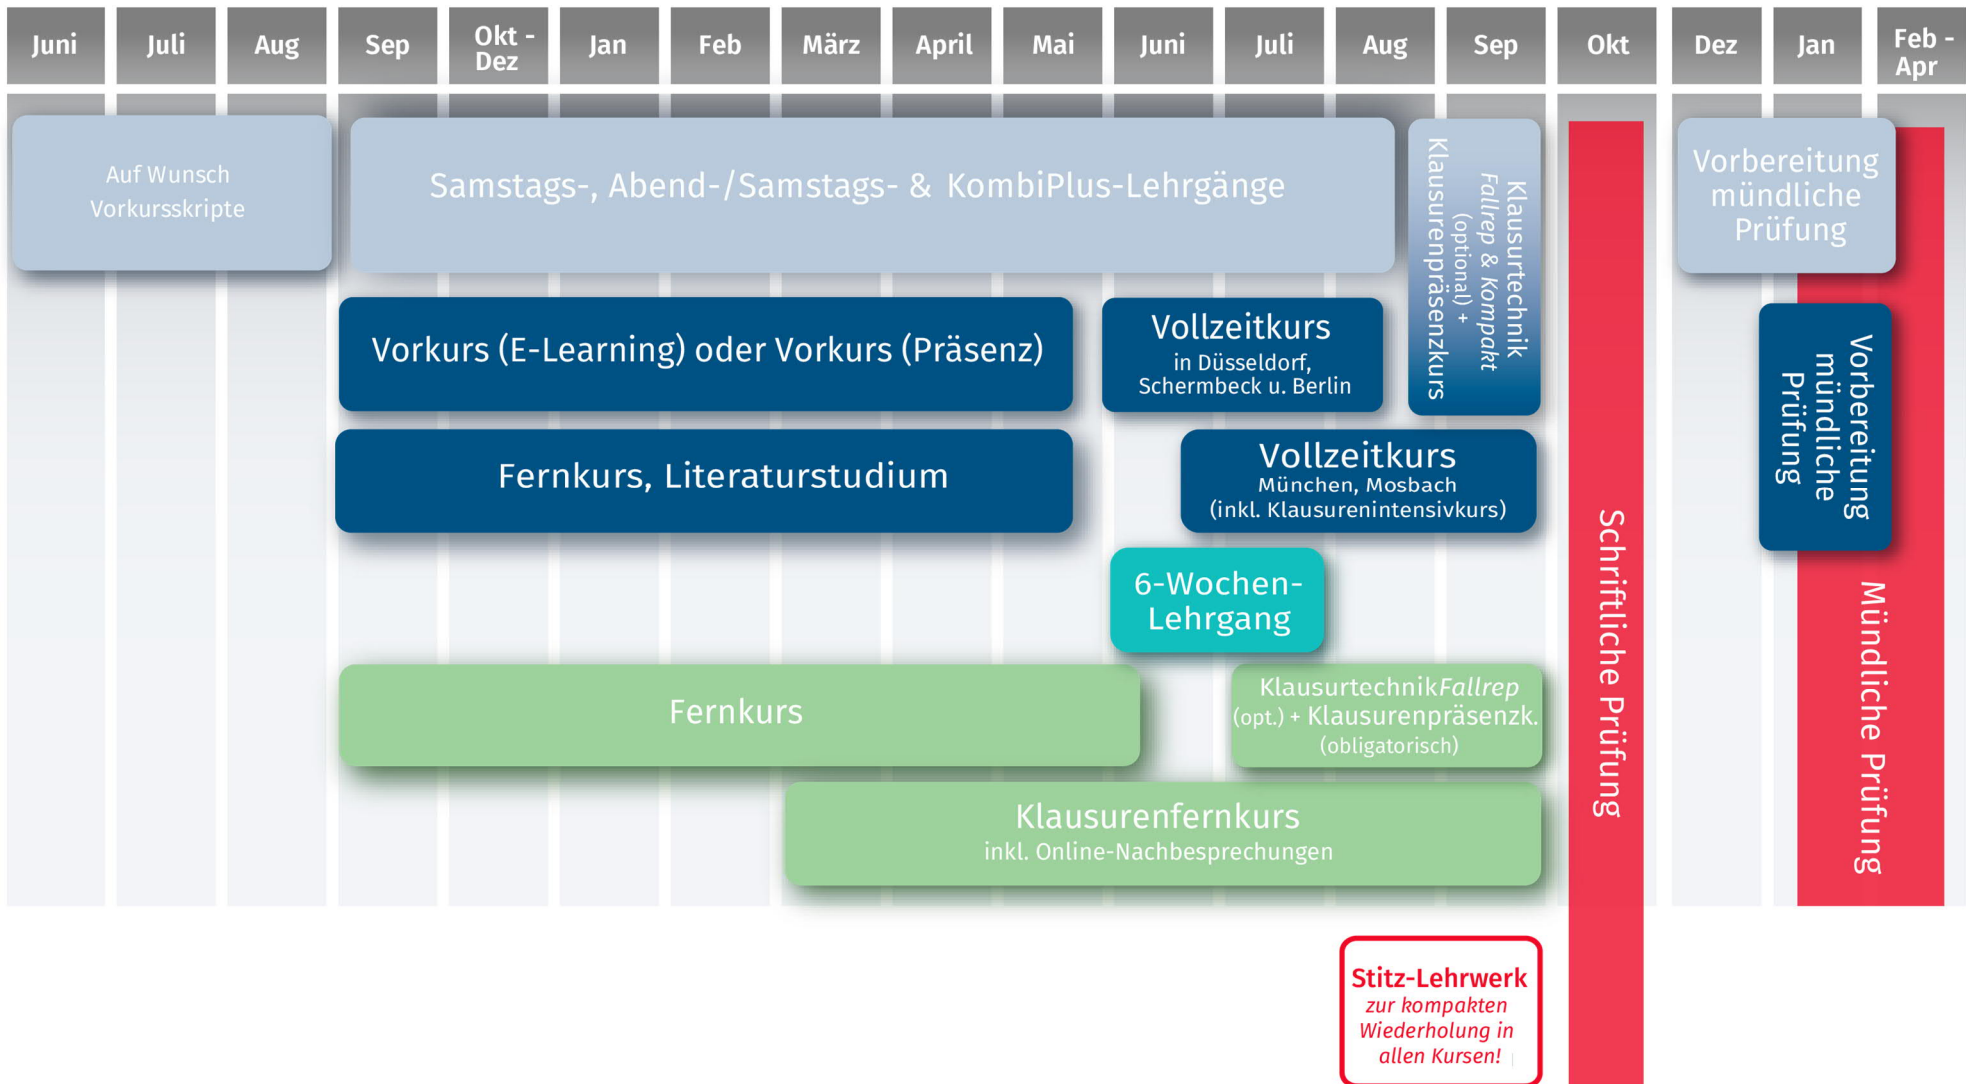 Juni
Juli
Aug
Sep
Okt -
Dez
Jan
Feb
März
April
Mai
Juni
Juli
Aug
Sep
Okt
Dez
Jan
Feb -
Apr
Auf Wunsch
Vorkursskripte
Samstags-, Abend-/Samstags- & KombiPlus-Lehrgänge
Klausurtechnik
Fallrep & Kompakt
(optional) +
Klausurenpräsenzkurs
Vorbereitung
mündliche
Prüfung
Vorkurs (E-Learning) oder Vorkurs (Präsenz)
Vollzeitkurs
in Düsseldorf,
Schermbeck u. Berlin
Vorbereitung
mündliche
Prüfung
Fernkurs, Literaturstudium
Vollzeitkurs
München, Mosbach
(inkl. Klausurenintensivkurs)
6-Wochen-
Lehrgang
Schriftliche Prüfung
Mündliche Prüfung
Fernkurs
KlausurtechnikFallrep
(opt.) + Klausurenpräsenzk.
(obligatorisch)
Klausurenfernkurs
inkl. Online-Nachbesprechungen
Stitz-Lehrwerk
zur kompakten
Wiederholung in
allen Kursen!